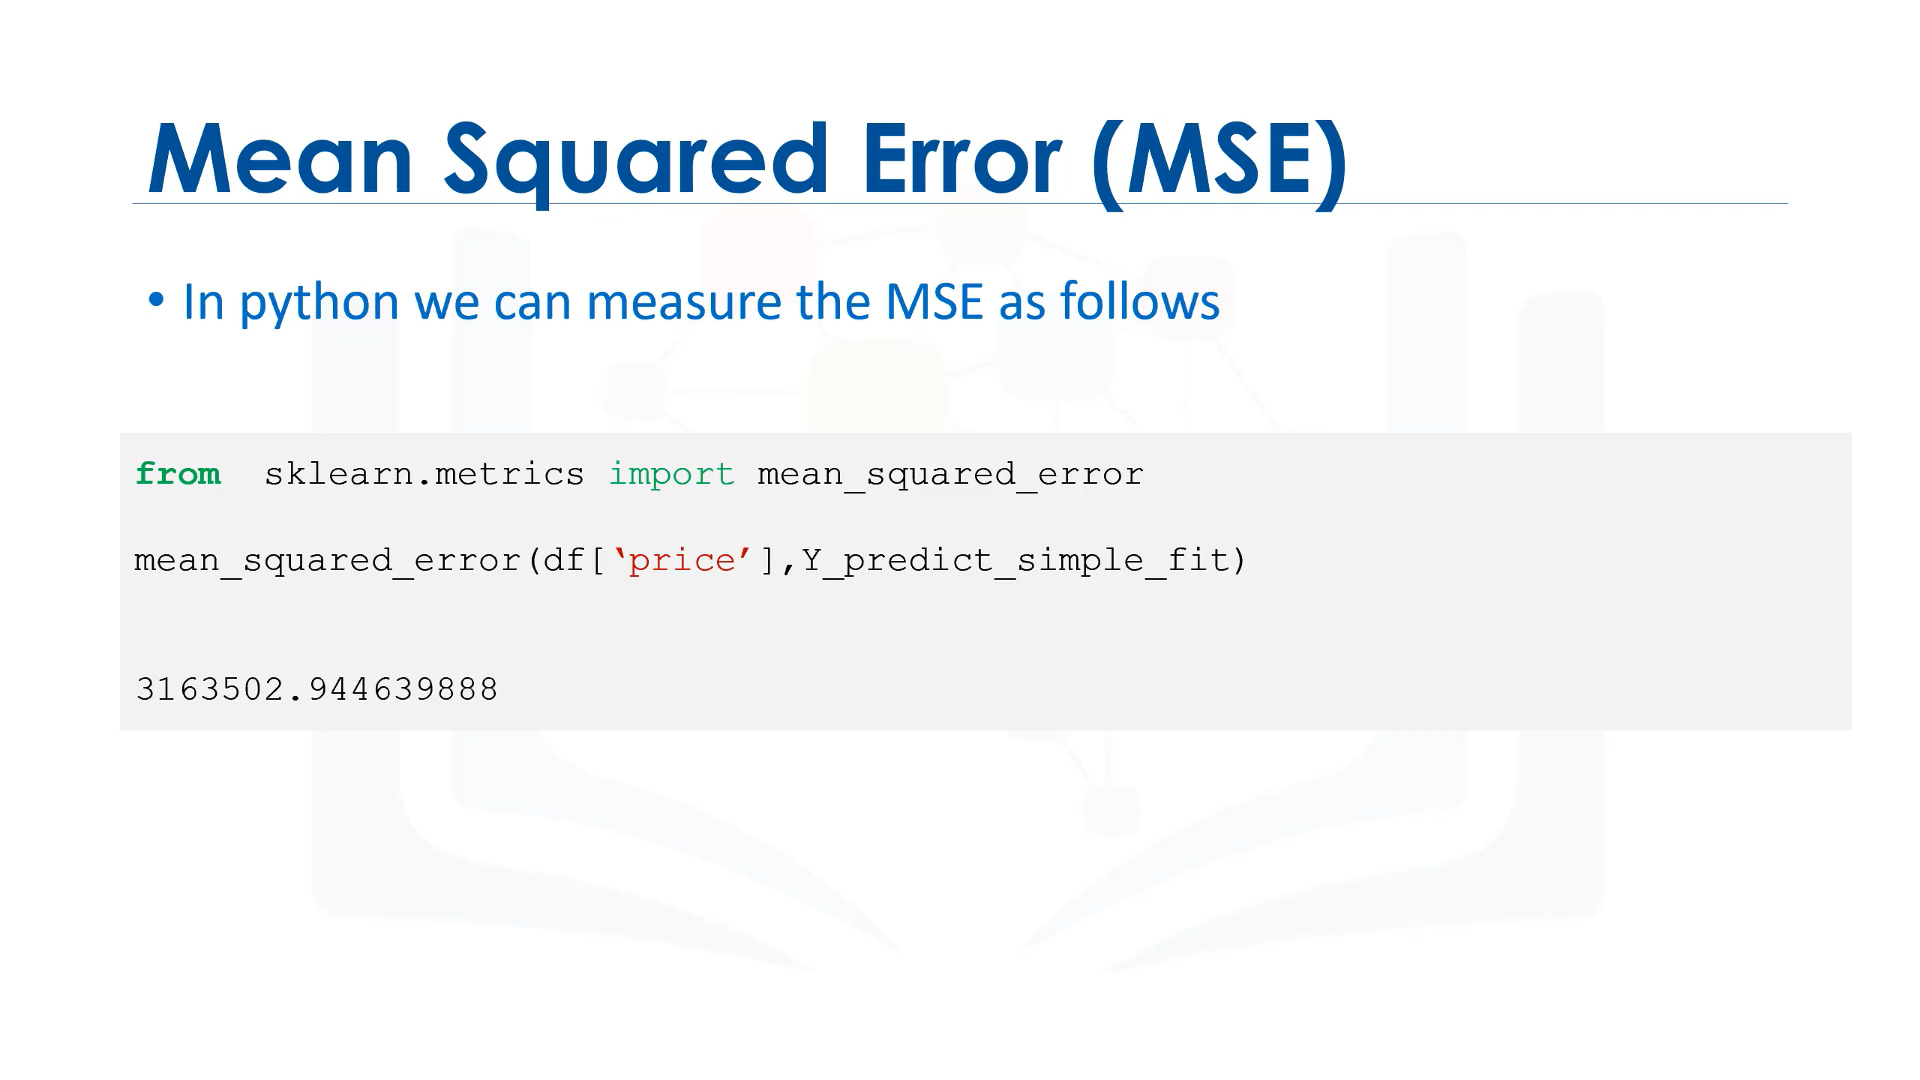 Mean Squared Error (MSE)
• In python we can measure the MSE as follows
from  sklearn.metrics import mean_squared_error
mean_squared_error(df[‘price’],Y_predict_simple_fit)
3163502.944639888